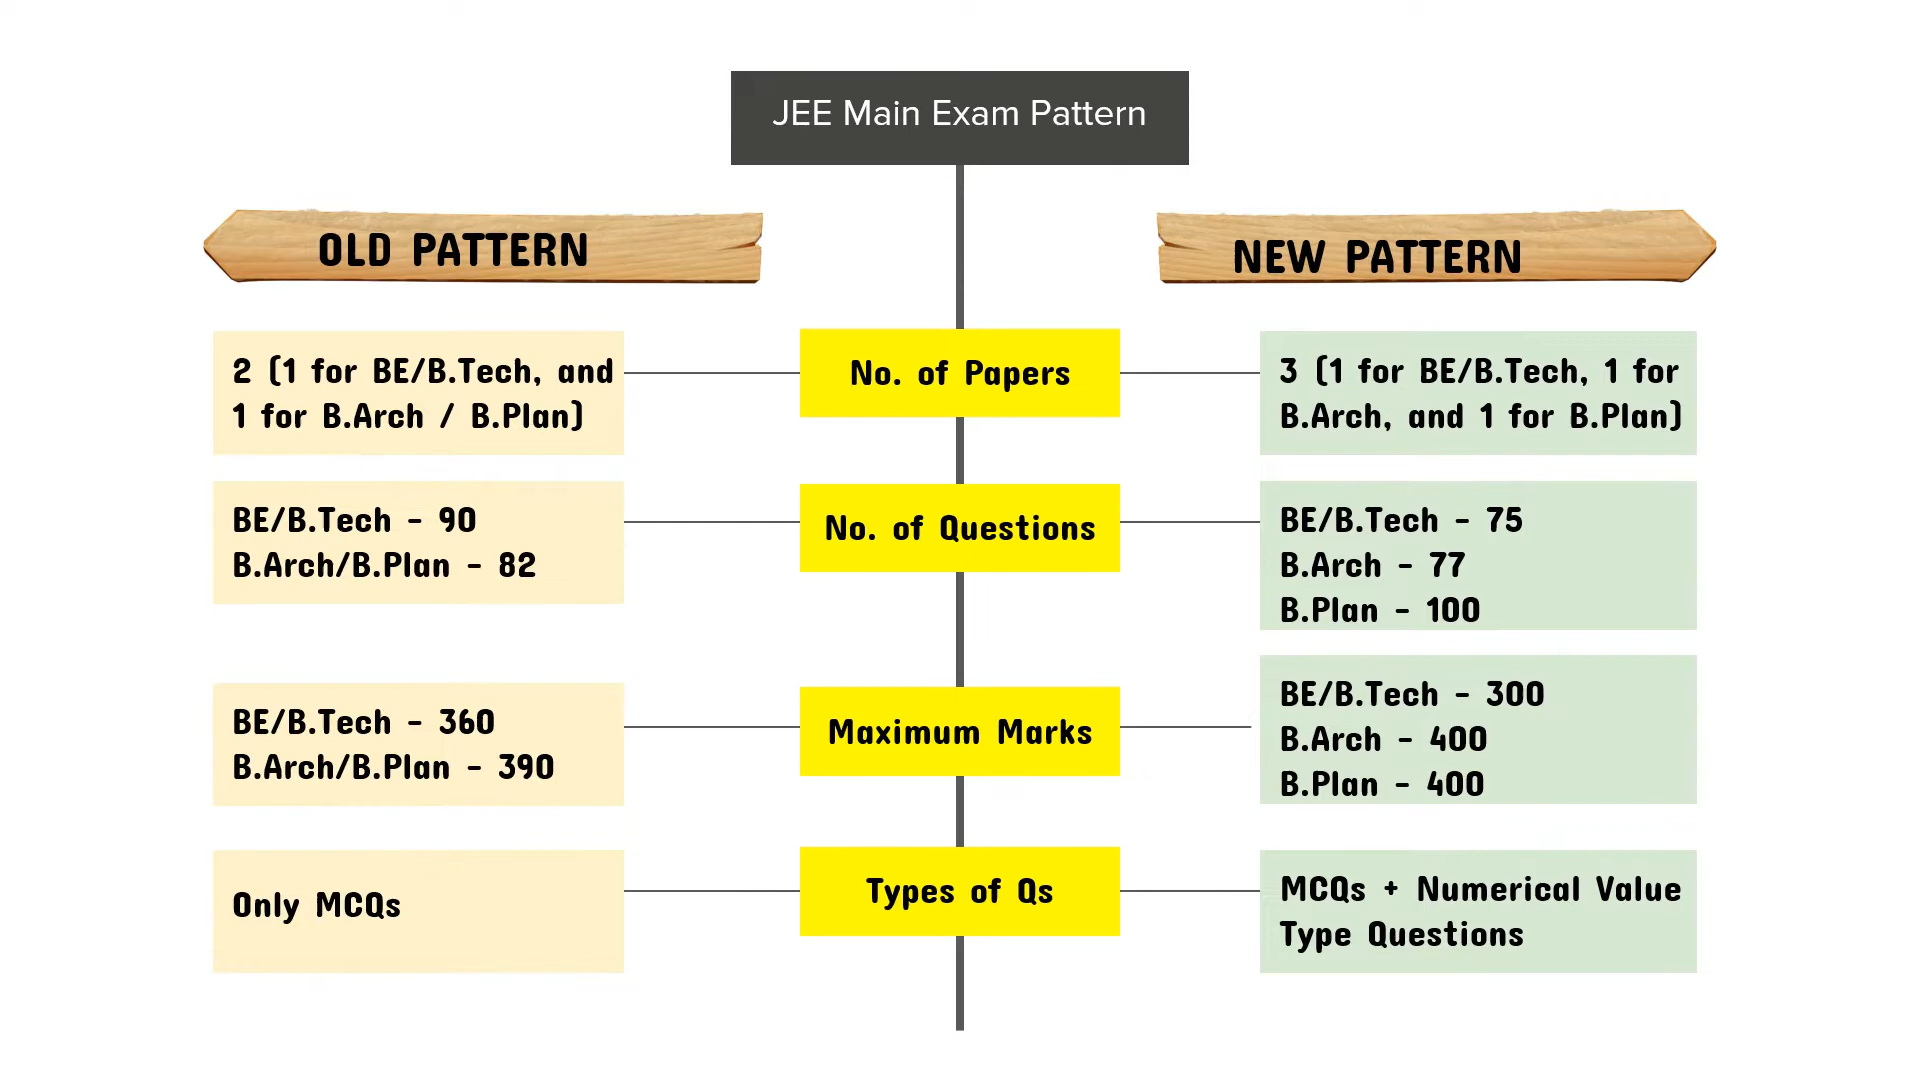 JEE Main Exam Pattern
OLD PATTERN
NEW PATTERN
2 (1 for BE/B.Tech, and
1 for B.Arch / B.Plan)
No. of Papers
3 (1 for BE/B.Tech, 1 for
B.Arch, and 1 for B.Plan)
BE/B.Tech - 90
B.Arch/B.Plan - 82
No. of Questions
BE/B.Tech - 75
B.Arch - 77
B.Plan - 100
BE/B.Tech - 360
B.Arch/B.Plan - 390
Maximum Marks
BE/B.Tech - 300
B.Arch - 400
B.Plan - 400
Only MCQs
Types of Qs
MCQs + Numerical Value
Type Questions